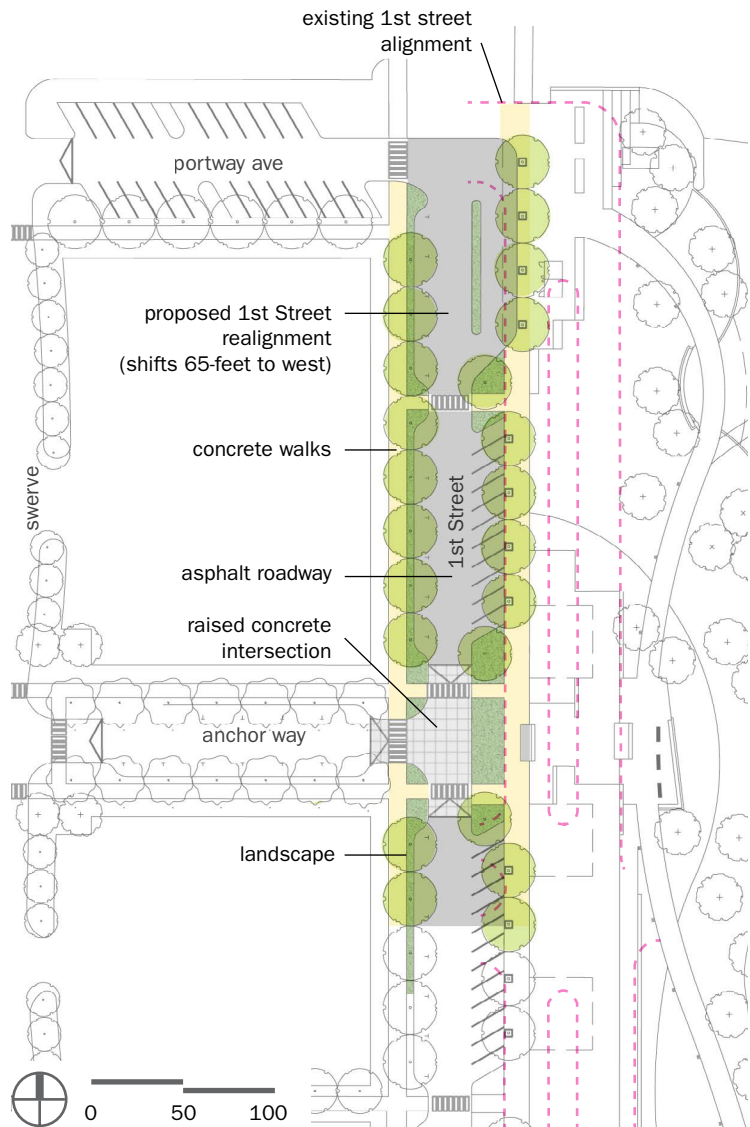 existing 1st street
alignment
portway ave
proposed 1st Street
realignment
(shifts 65-feet to west)
concrete walks
swerve
1st Street
asphalt roadway
raised concrete
intersection
anchor way
landscape
0 50 100